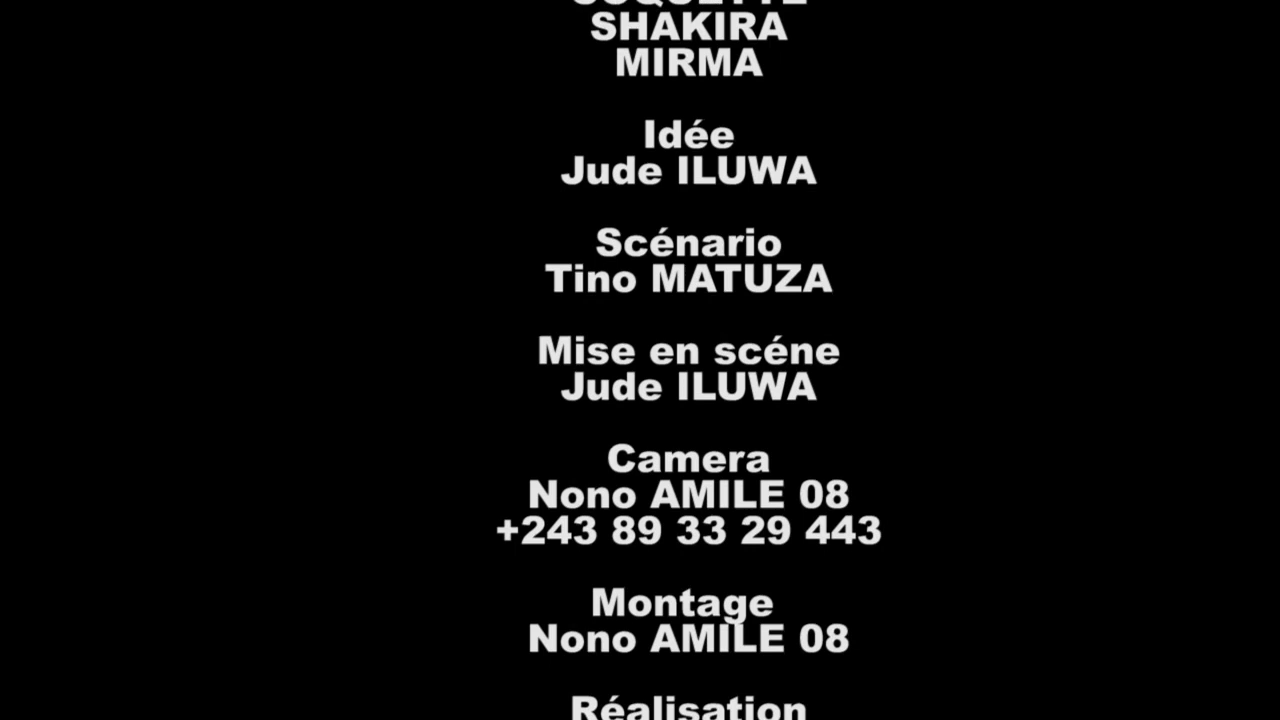 SHAKIRA
MIRMA
Idée
Jude ILUWA
Scénario
Tino MATUZA
Mise en scéne
Jude ILUWA
Camera
Nono AMILE 08
+243 89 33 29 443
Montage
Nono AMILE 08
Réalisation